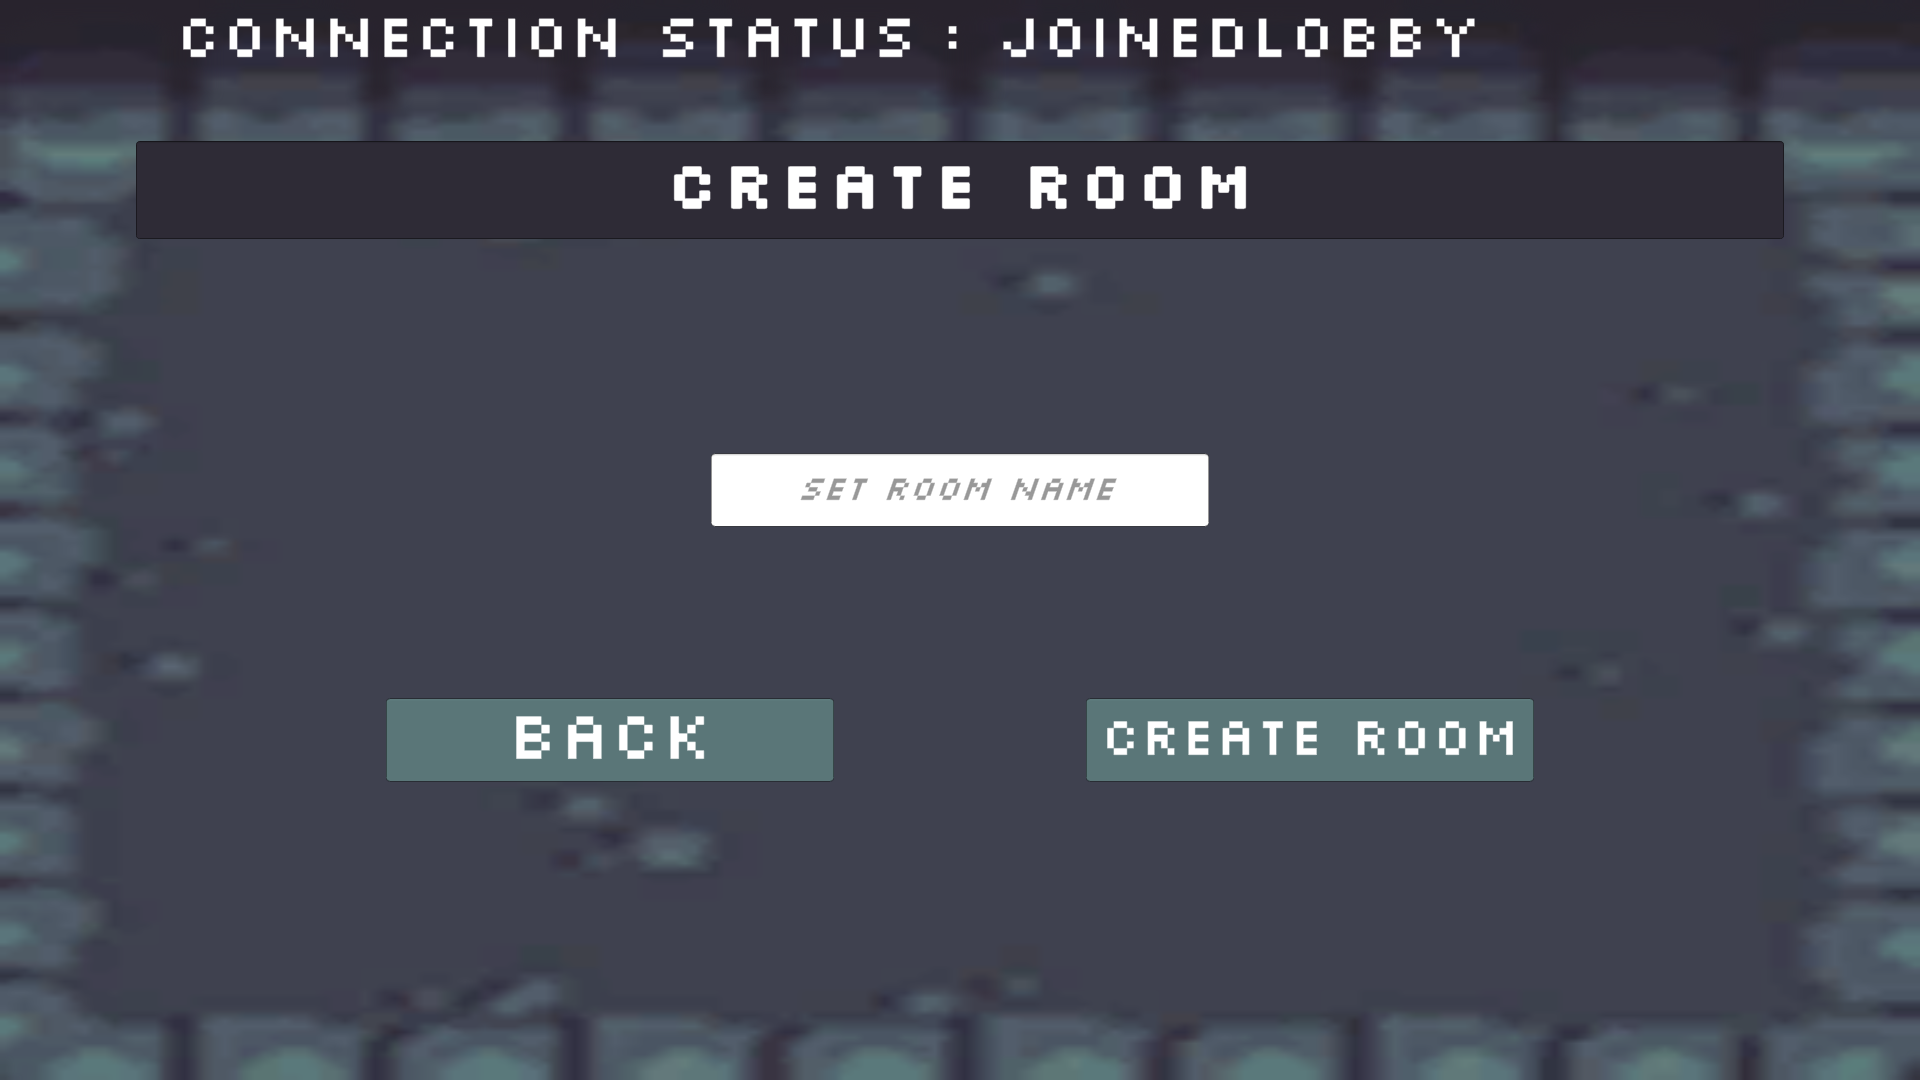 CONNECTION STATUS : JOINEDLOBBY
CREATE ROOM
SET ROOM NAME
BACK
CREATE ROOM